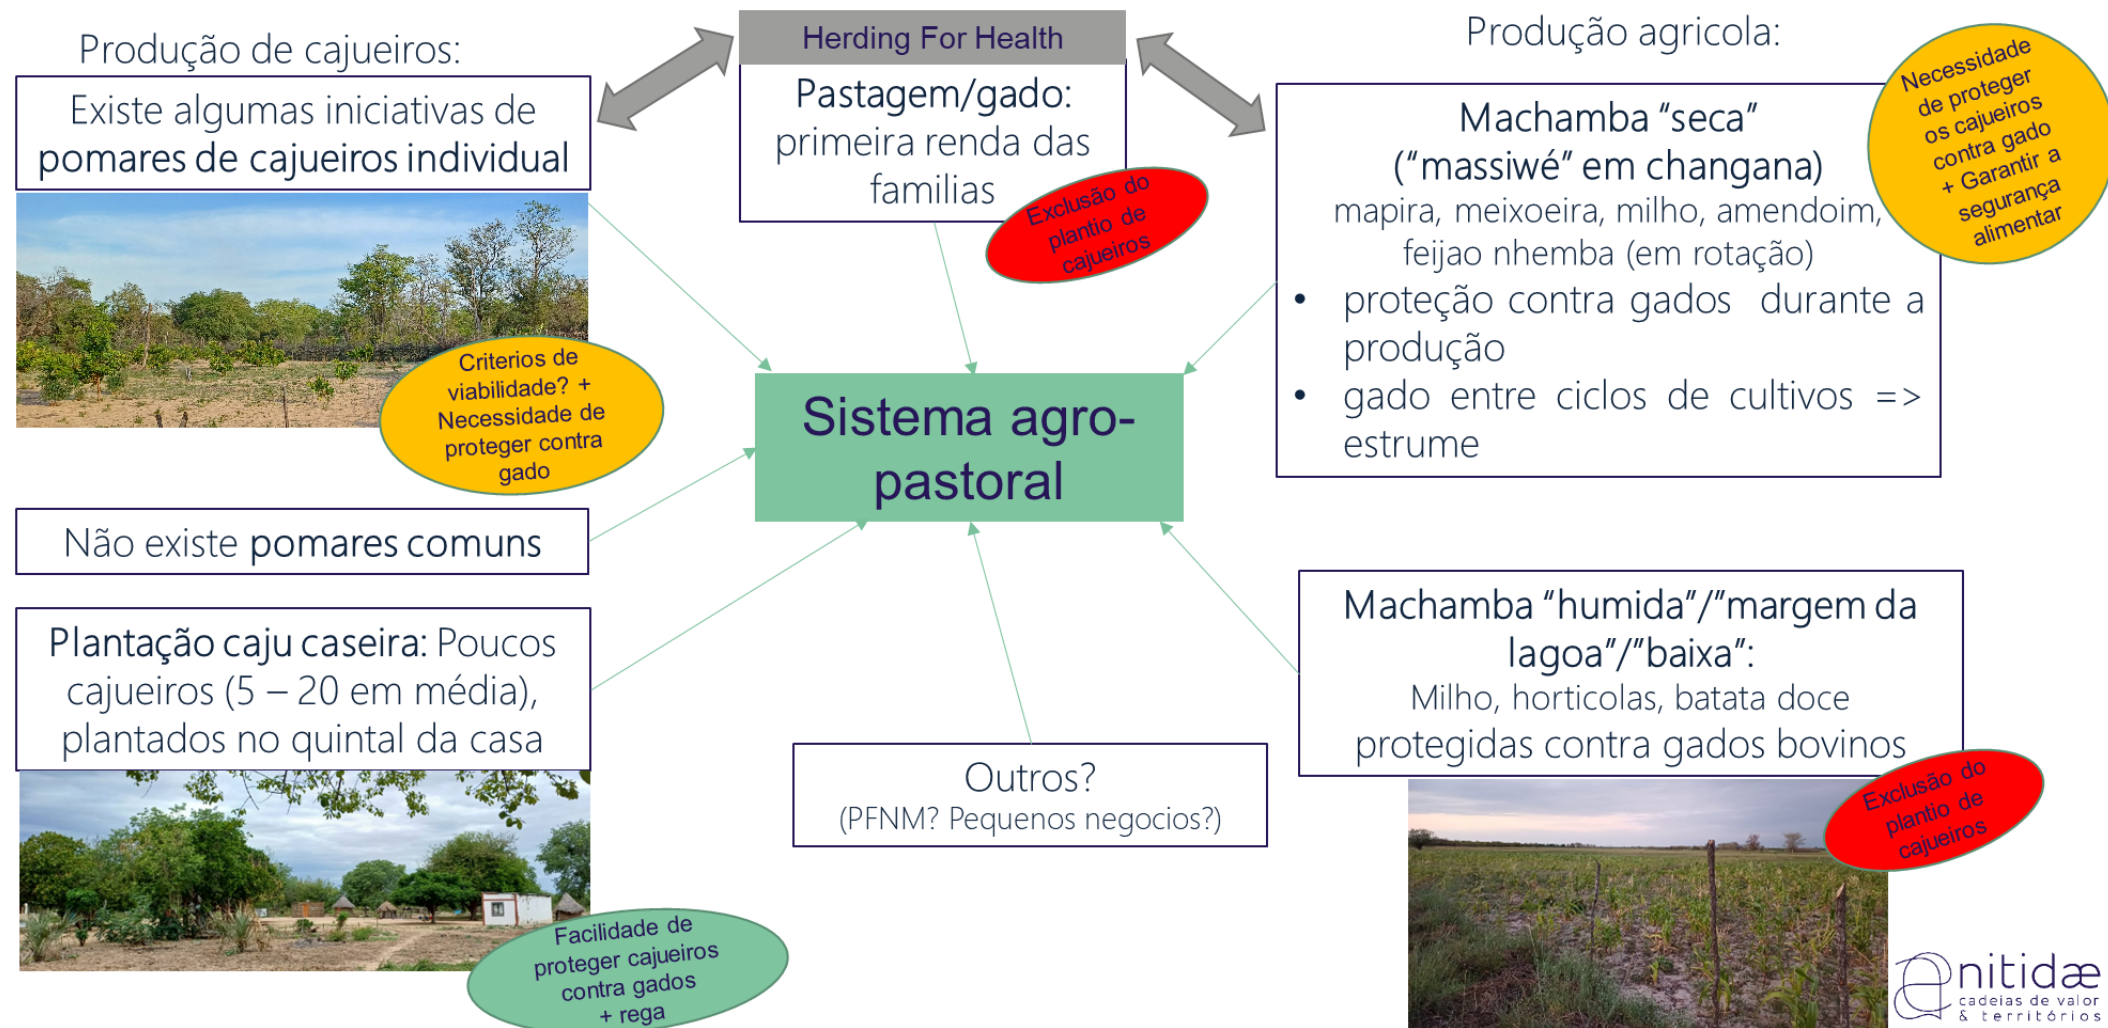 Produção de cajueiros:
Existe algumas iniciativas de
pomares de cajueiros individual
Criterios de
viabilidade? +
Necessidade de
proteger contra
gado
Não existe pomares comuns
Plantação caju caseira: Poucos
cajueiros (5 – 20 em média),
plantados no quintal da casa
Facilidade de
proteger cajueiros
contra gados
+ rega
Herding For Health
Pastagem/gado:
primeira renda das
familias
Exclusão do
plantio de
cajueiros
Sistema agro-
pastoral
Outros?
(PFNM? Pequenos negocios?)
Produção agricola:
Machamba “seca”
(“massiwé” em changana)
mapira, meixoeira, milho, amendoim,
feijao nhemba (em rotação)
• proteção contra gados durante a
produção
• gado entre ciclos de cultivos =>
estrume
Necessidade
de proteger
os cajueiros
contra gado
+ Garantir a
segurança
alimentar
Machamba “humida”/”margem da
lagoa”/”baixa”:
Milho, horticolas, batata doce
protegidas contra gados bovinos
Exclusão do
plantio de
cajueiros
nitidæ
cadeias de valor
& territórios